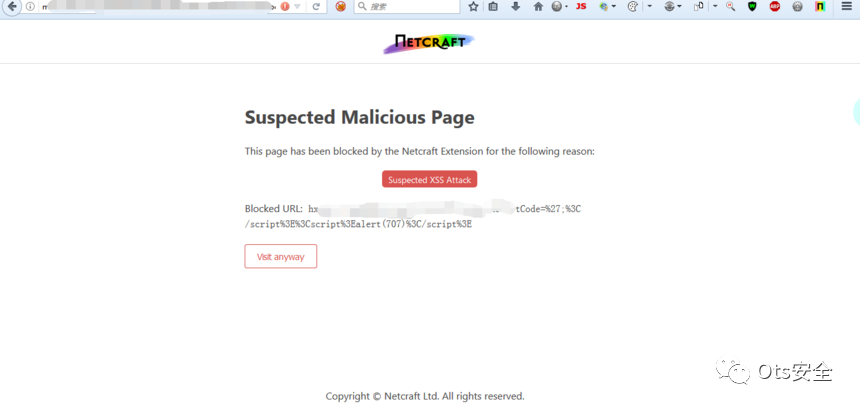 m
搜索
JS
ABP
NETCRAFT
Suspected Malicious Page
This page has been blocked by the Netcraft Extension for the following reason:
Suspected XSS Attack
Blocked URL: hx tCode=%27;%3C
/script%3E%3Cscript%3Ealert(707)%3C/script%3E
Visit anyway
Ots安全
Copyright © Netcraft Ltd. All rights reserved.